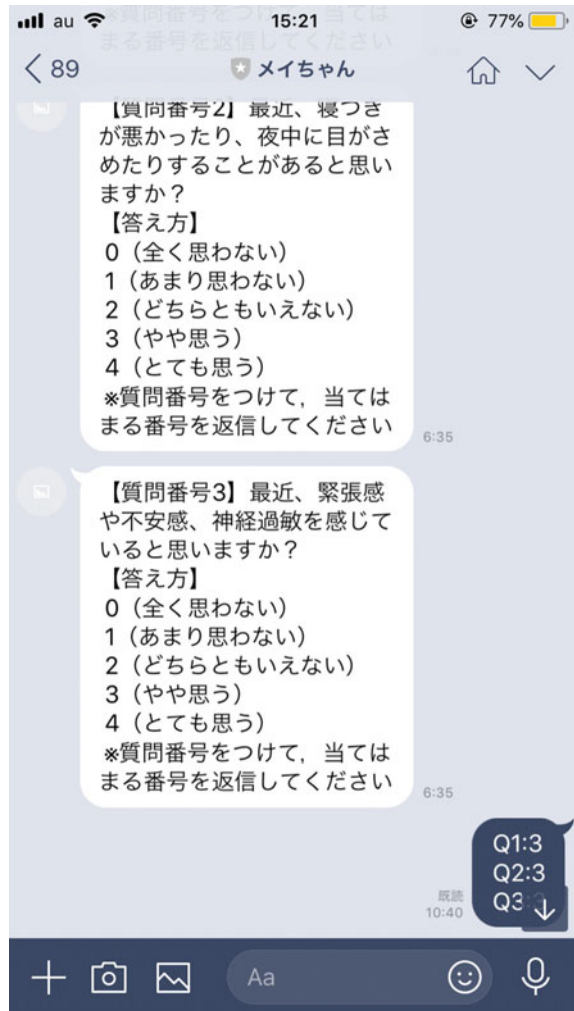 au
15:21
77%
まる番号を返信してください
89
メイちゃん
【質問番号2】最近、寝つき
が悪かったり、夜中に目がさ
めたりすることがあると思い
ますか？
【答え方】
0（全く思わない）
1（あまり思わない）
2（どちらともいえない）
3（やや思う）
4（とても思う）
※質問番号をつけて，当ては
まる番号を返信してください
6:35
【質問番号3】最近、緊張感
や不安感、神経過敏を感じて
いると思いますか？
【答え方】
0（全く思わない）
1（あまり思わない）
2（どちらともいえない）
3（やや思う）
4（とても思う）
※質問番号をつけて，当ては
まる番号を返信してください
6:35
Q1:3
Q2:3
Q3
既読
10:40
Aa